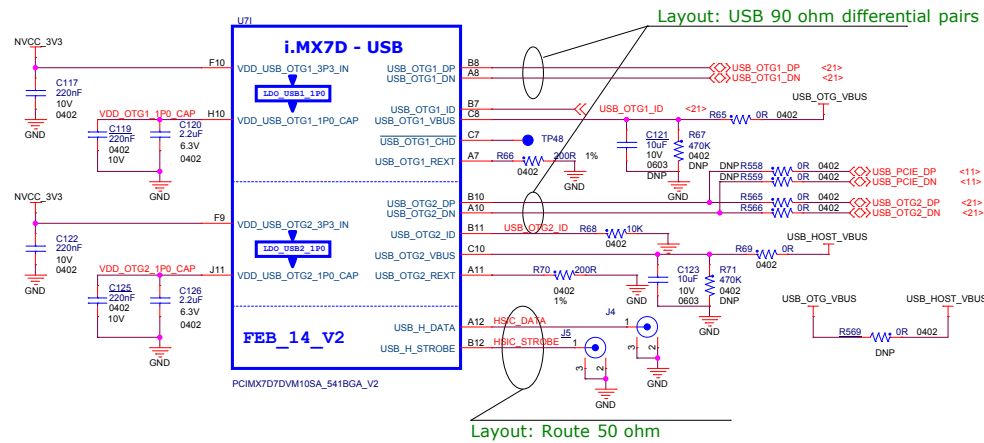 U7I
Layout: USB 90 ohm differential pairs
NVCC_3V3
i.MX7D - USB
F10
VDD_USB_OTG1_3P3_IN
USB_OTG1_DP
B8
USB_OTG1_DP
<21>
USB_OTG1_DN
A8
USB_OTG1_DN
<21>
C117
220nF
10V
0402
GND
LDO_USB1_1P0
USB_OTG1_ID
B7
USB_OTG1_ID
<21>
USB_OTG_VBUS
VDD_OTG1_1P0_CAP
H10
VDD_USB_OTG1_1P0_CAP
USB_OTG1_VBUS
C8
R65
0R
0402
C119
220nF
0402
10V
C120
2.2uF
6.3V
0402
GND
USB_OTG1_CHD
C7
TP48
C121
10uF
10V
0603
DNP
R67
470K
0402
DNP
GND
USB_OTG1_REXT
A7
R66
200R
1%
0402
GND
DNP
R558
0R
0402
USB_PCIE_DP
<11>
DNP
R559
0R
0402
USB_PCIE_DN
<11>
NVCC_3V3
USB_OTG2_DP
B10
R565
0R
0402
USB_OTG2_DP
<21>
USB_OTG2_DN
A10
R566
0R
0402
USB_OTG2_DN
<21>
F9
VDD_USB_OTG2_3P3_IN
USB_OTG2_ID
B11
USB_OTG2_ID
R68
10K
0402
GND
C122
220nF
10V
0402
GND
LDO_USB2_1P0
USB_OTG2_VBUS
C10
R69
0R
0402
USB_HOST_VBUS
VDD_OTG2_1P0_CAP
J11
VDD_USB_OTG2_1P0_CAP
USB_OTG2_REXT
A11
R70
200R
0402
1%
GND
C123
10uF
10V
0603
R71
470K
0402
DNP
GND
C125
220nF
0402
10V
C126
2.2uF
6.3V
0402
GND
USB_OTG_VBUS
USB_HOST_VBUS
R569
0R
0402
DNP
FEB_14_V2
USB_H_DATA
A12
HSIC_DATA
J4
1
3
2
GND
USB_H_STROBE
B12
HSIC_STROBE
J5
1
3
2
GND
PCIMX7D7DVM10SA_541BGA_V2
Layout: Route 50 ohm